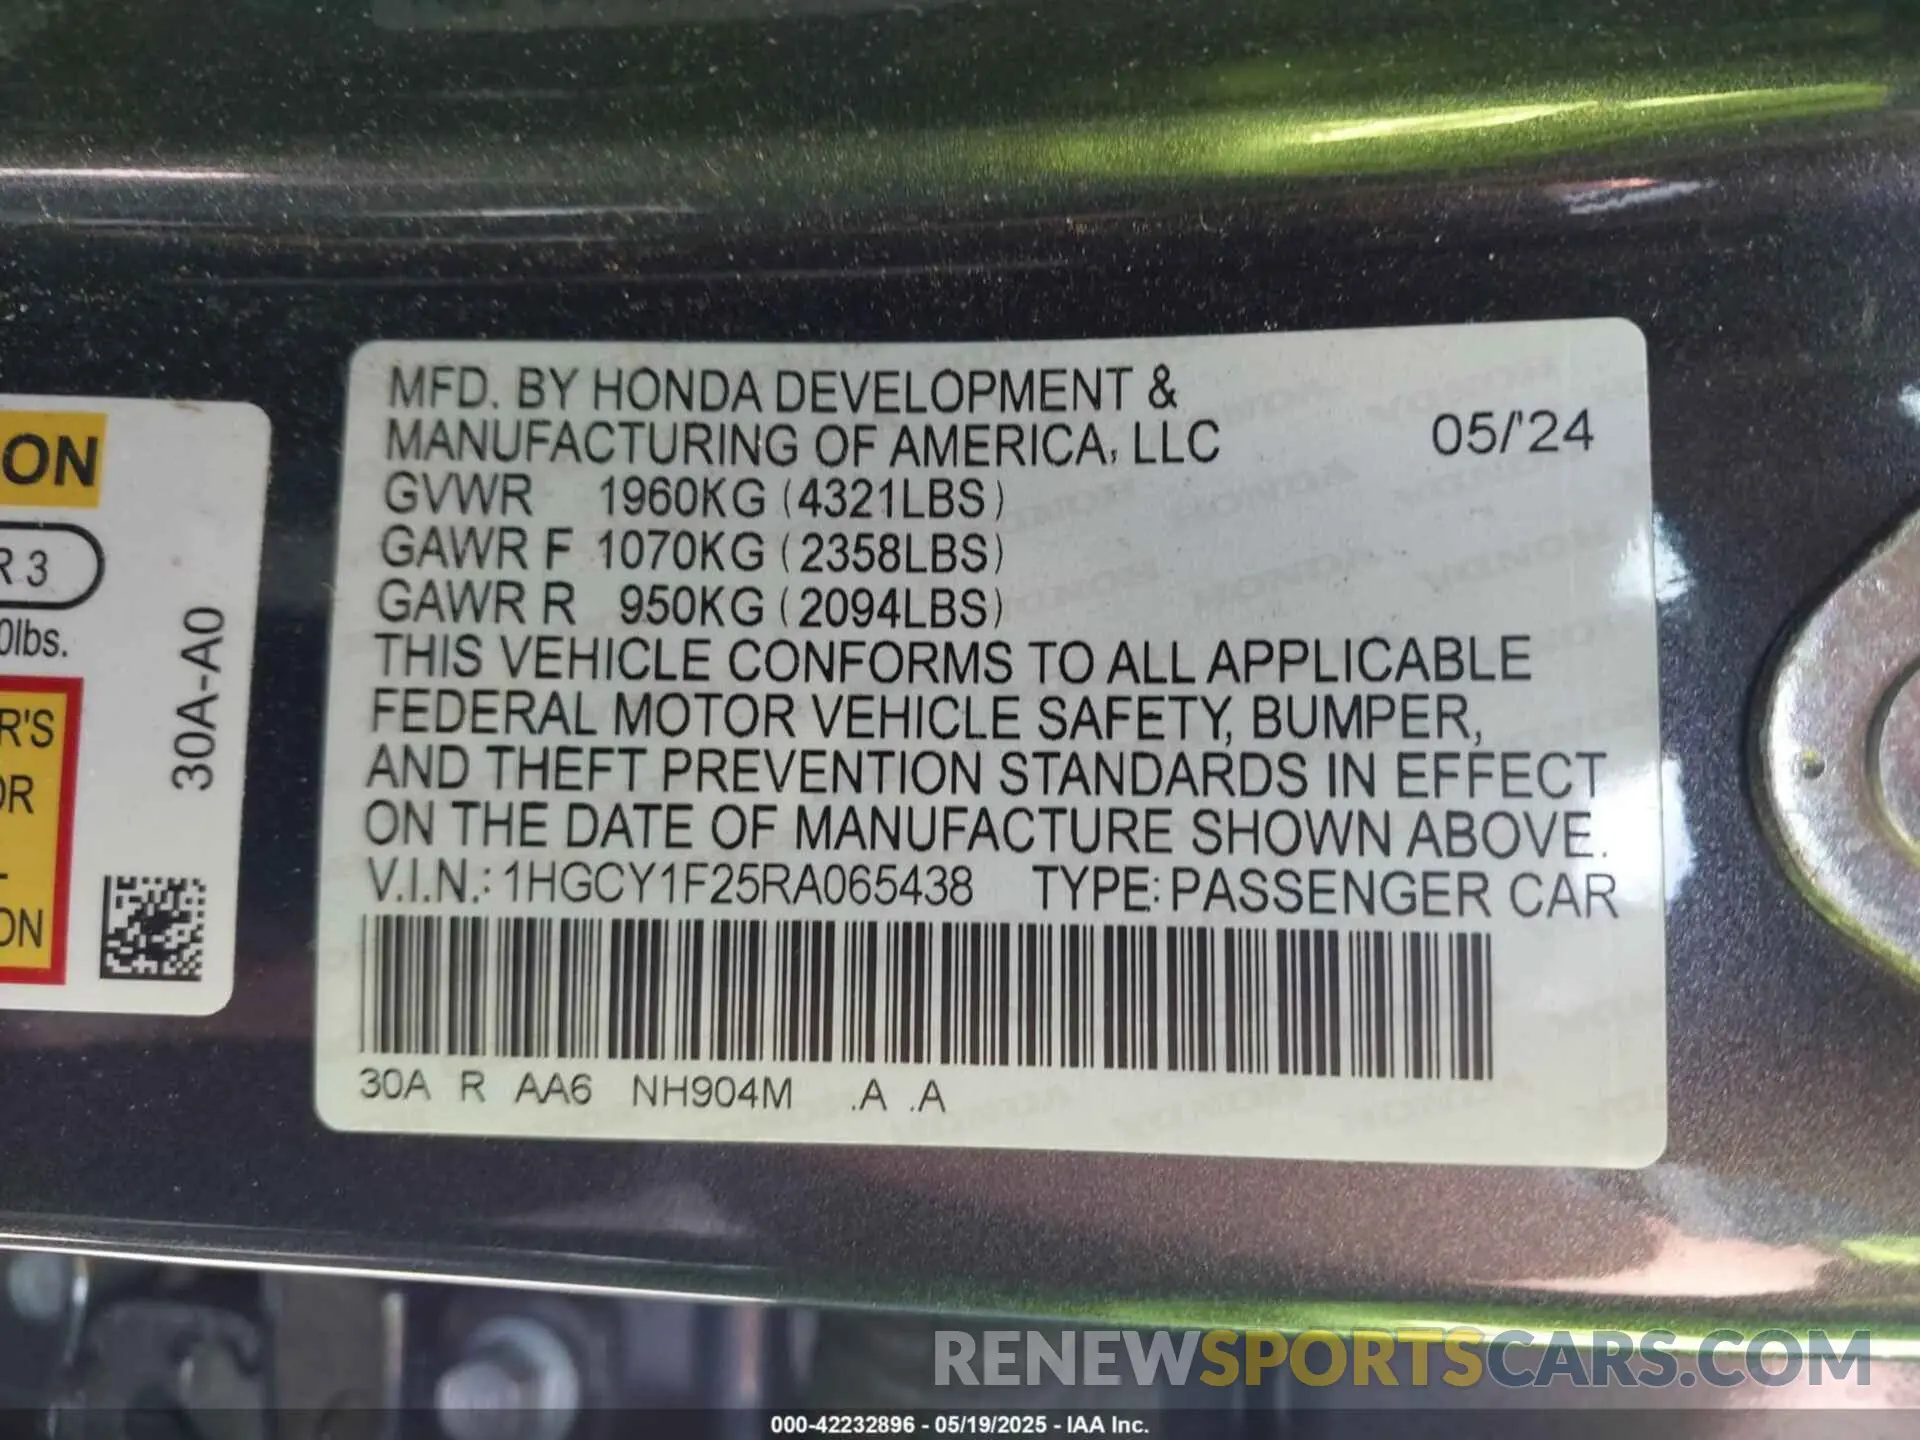 MFD. BY HONDA DEVELOPMENT &
MANUFACTURING OF AMERICA, LLC 05/'24
GVWR 1960KG (4321LBS)
GAWR F 1070KG (2358LBS)
GAWR R 950KG (2094LBS)
THIS VEHICLE CONFORMS TO ALL APPLICABLE
FEDERAL MOTOR VEHICLE SAFETY, BUMPER,
AND THEFT PREVENTION STANDARDS IN EFFECT
ON THE DATE OF MANUFACTURE SHOWN ABOVE.
V.I.N.: 1HGCY1F25RA065438 TYPE: PASSENGER CAR
30A R AA6 NH904M .A .A
ON
R 3
0lbs.
R'S
OR
ON
30A-A0
RENEWSPORTSCARS.COM
000-42232896 - 05/19/2025 - IAA Inc.